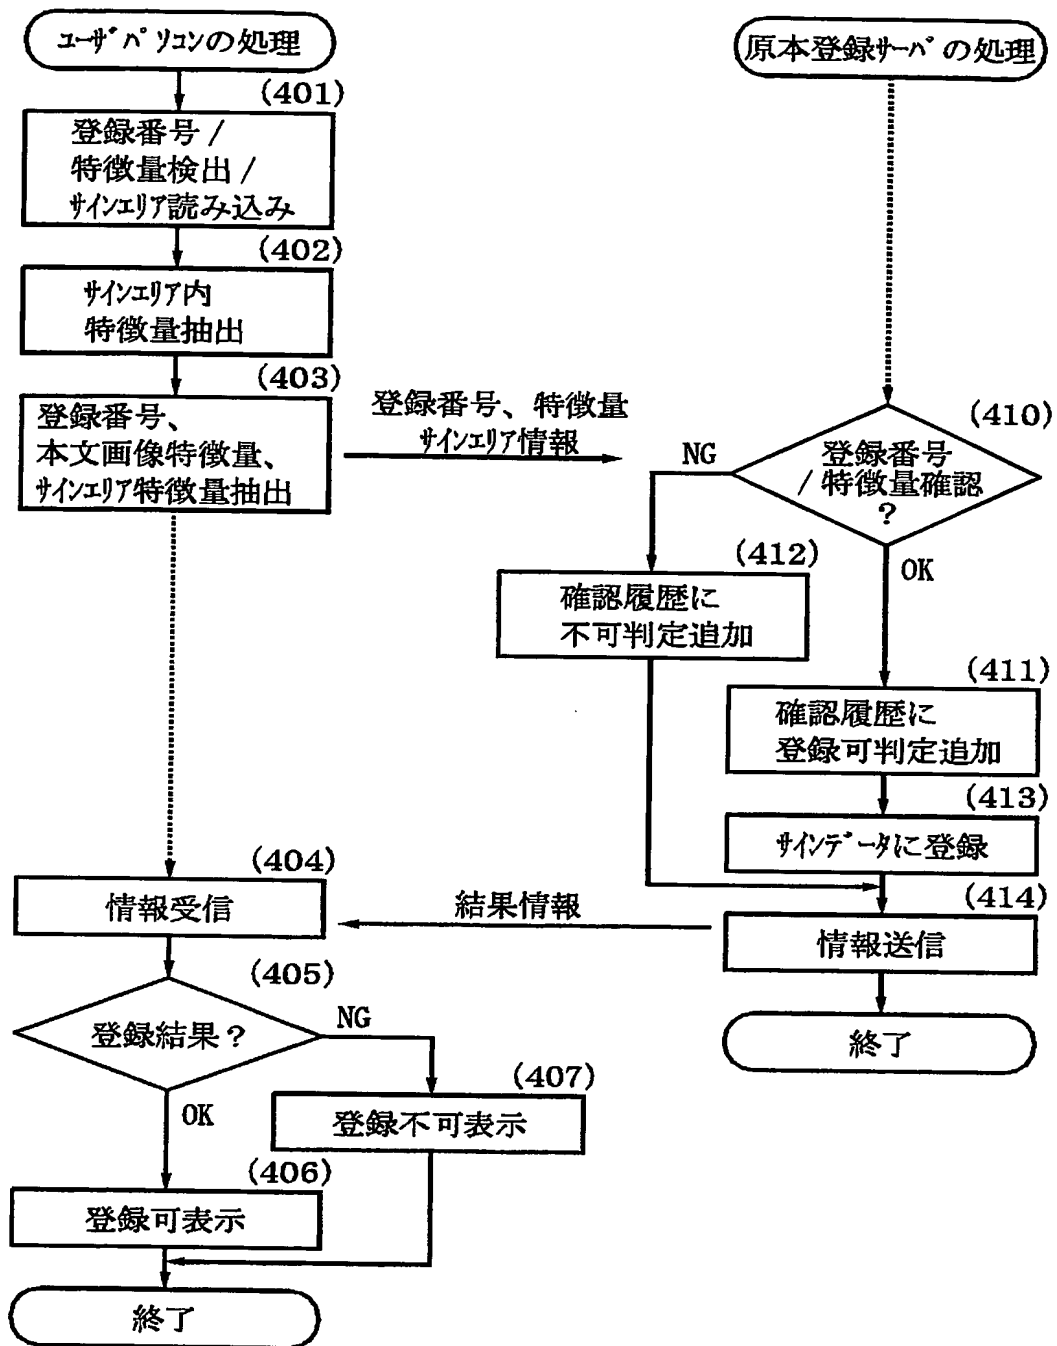 ユーザパソコンの処理
(401)
登録番号/
特徴量検出/
サインエリア読み込み
(402)
サインエリア内
特徴量抽出
(403)
登録番号、
本文画像特徴量、
サインエリア特徴量抽出
登録番号、特徴量
サインエリア情報
原本登録サーバの処理
(410)
登録番号
/特徴量確認
?
NG
OK
(412)
確認履歴に
不可判定追加
(411)
確認履歴に
登録可判定追加
(413)
サインデータに登録
(414)
情報送信
終了
結果情報
(404)
情報受信
(405)
登録結果?
NG
OK
(407)
登録不可表示
(406)
登録可表示
終了